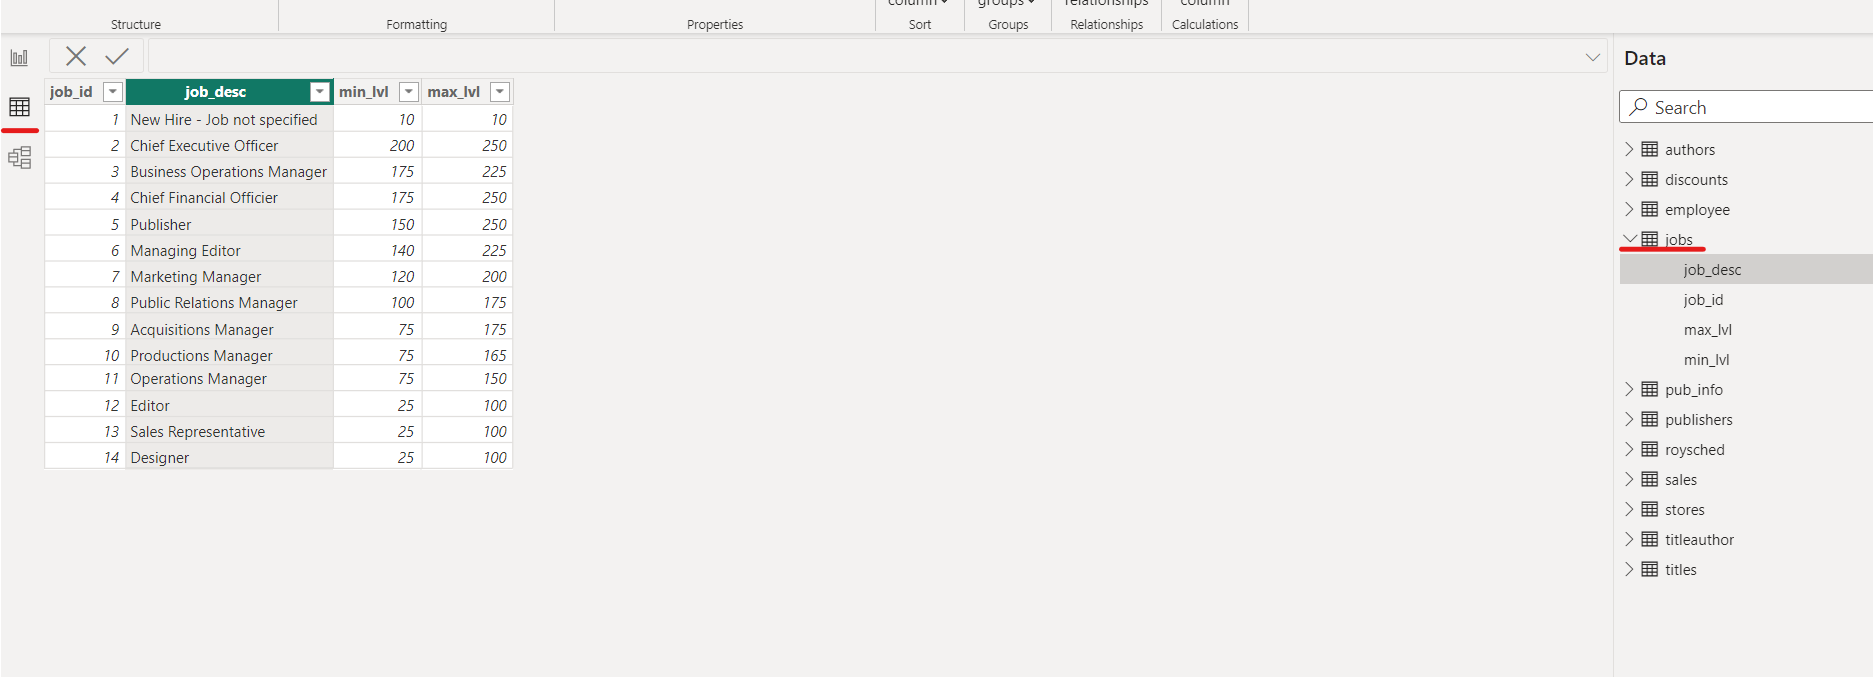 column groups relationships column
Structure Formatting Properties Sort Groups Relationships Calculations
Data
Search
job_id job_desc min_lvl max_lvl
1 New Hire - Job not specified 10 10
2 Chief Executive Officer 200 250
3 Business Operations Manager 175 225
4 Chief Financial Officier 175 250
5 Publisher 150 250
6 Managing Editor 140 225
7 Marketing Manager 120 200
8 Public Relations Manager 100 175
9 Acquisitions Manager 75 175
10 Productions Manager 75 165
11 Operations Manager 75 150
12 Editor 25 100
13 Sales Representative 25 100
14 Designer 25 100
authors
discounts
employee
jobs
job_desc
job_id
max_lvl
min_lvl
pub_info
publishers
roysched
sales
stores
titleauthor
titles